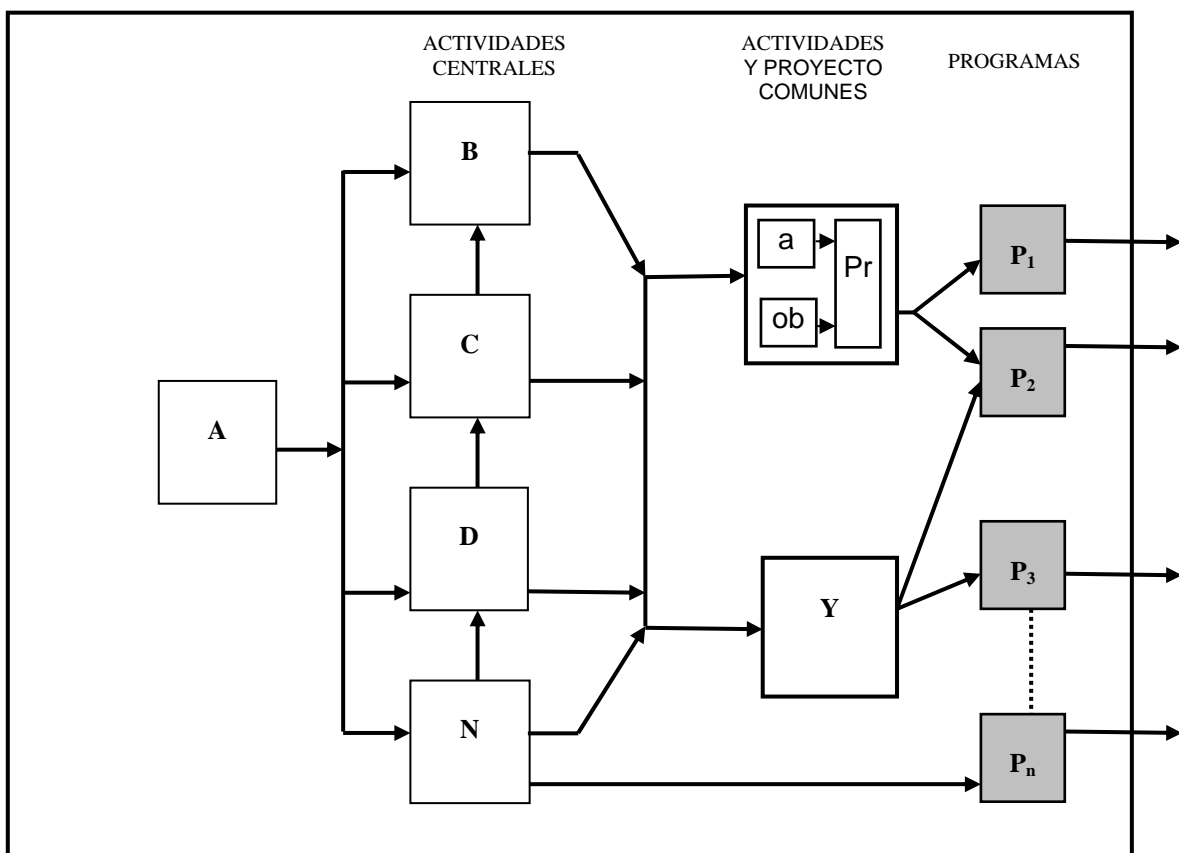 ACTIVIDADES
CENTRALES
ACTIVIDADES
Y PROYECTO
COMUNES
PROGRAMAS
B
a
Pr
ob
P1
C
P2
A
D
P3
Y
N
Pn